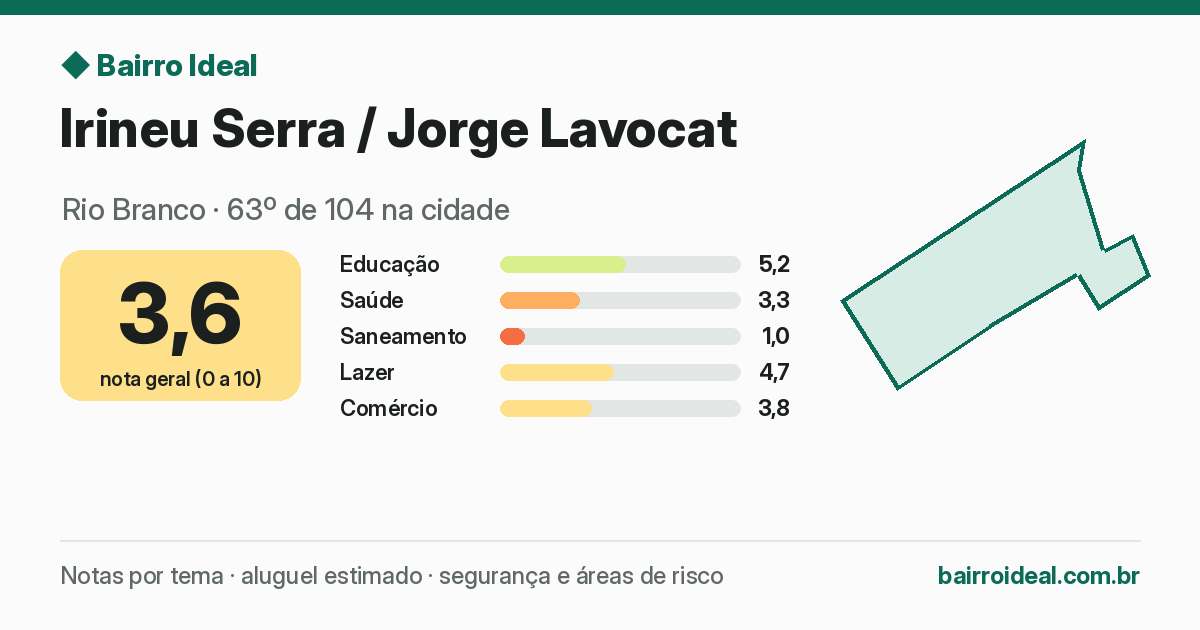 Bairro Ideal
Irineu Serra / Jorge Lavocat
Rio Branco · 63º de 104 na cidade
3,6
nota geral (0 a 10)
Educação 5,2
Saúde 3,3
Saneamento 1,0
Lazer 4,7
Comércio 3,8
Notas por tema · aluguel estimado · segurança e áreas de risco
bairroideal.com.br